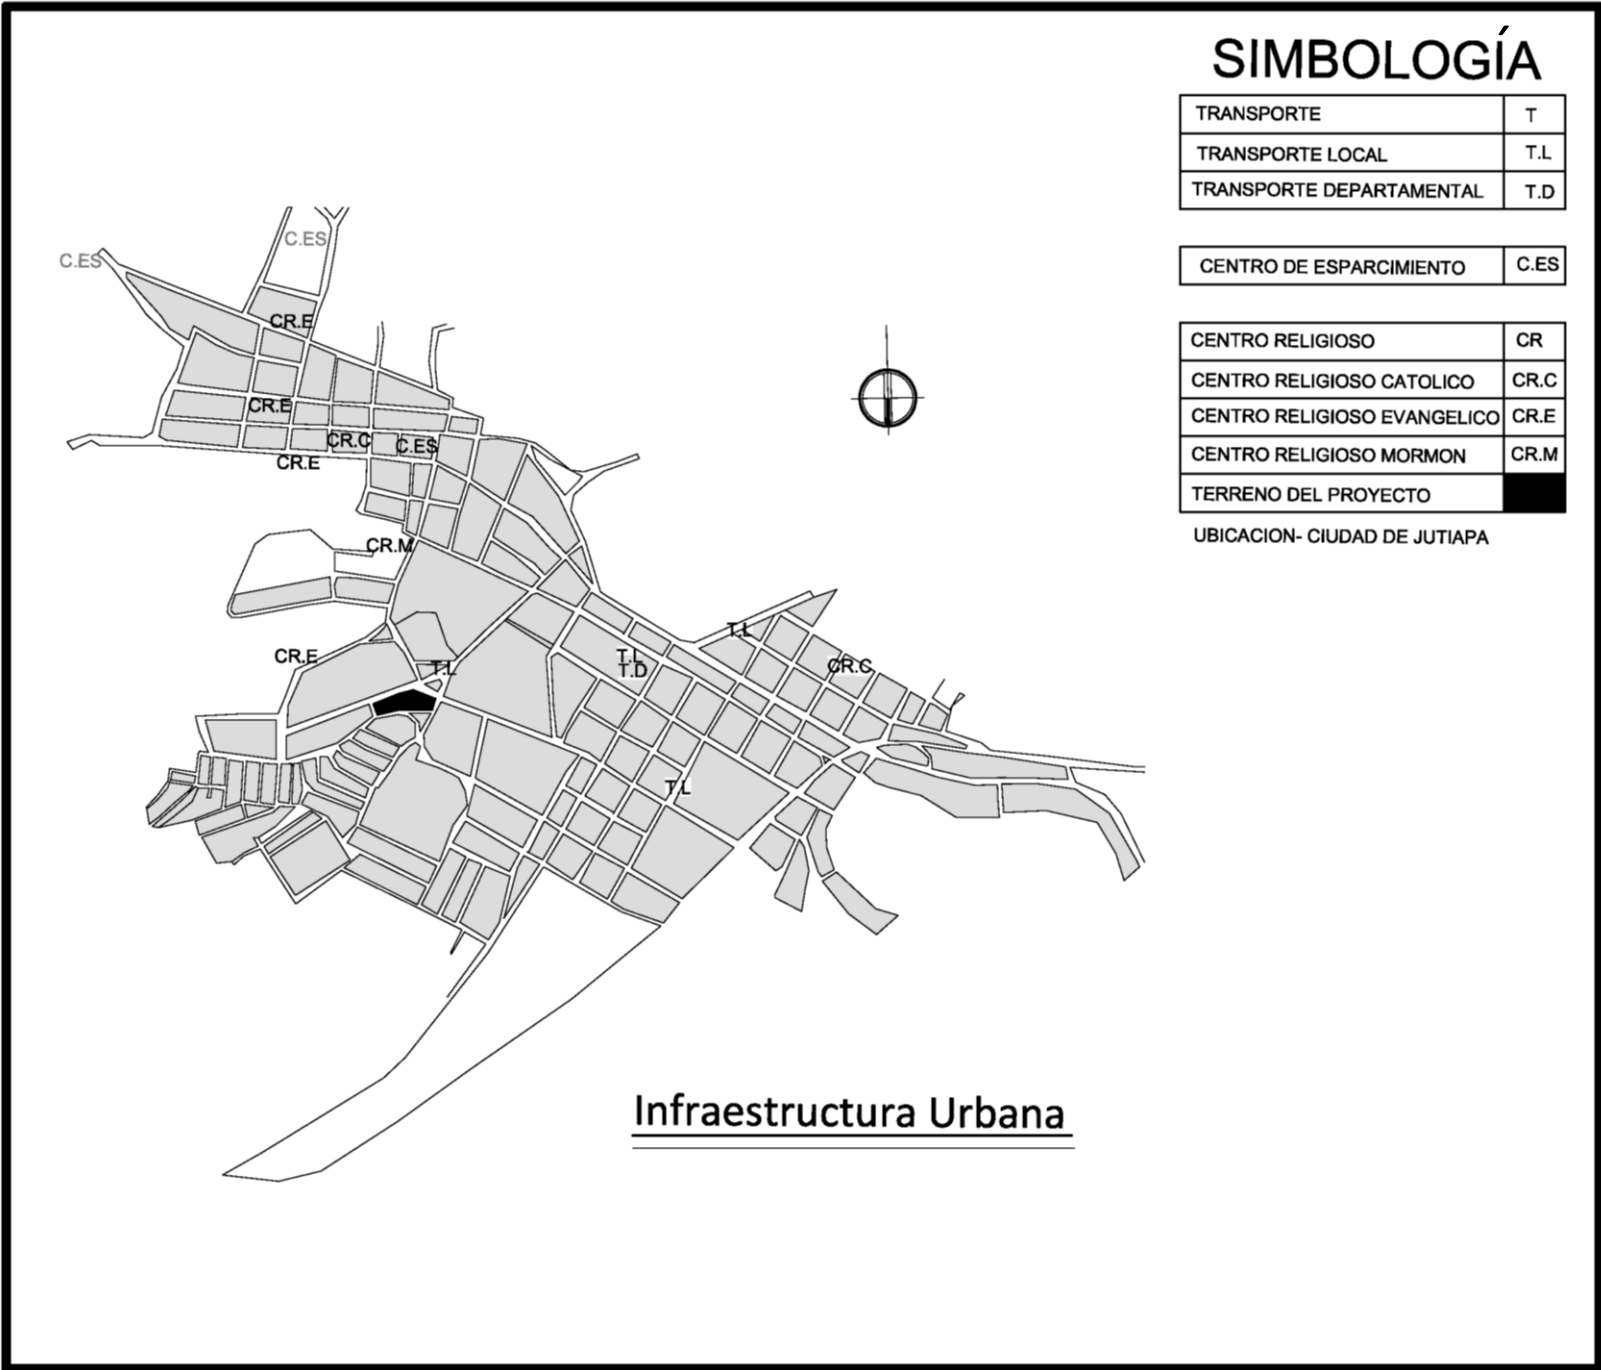 SIMBOLOGÍA
TRANSPORTE T
TRANSPORTE LOCAL T.L
TRANSPORTE DEPARTAMENTAL T.D
CENTRO DE ESPARCIMIENTO C.ES
CENTRO RELIGIOSO CR
CENTRO RELIGIOSO CATOLICO CR.C
CENTRO RELIGIOSO EVANGELICO CR.E
CENTRO RELIGIOSO MORMON CR.M
TERRENO DEL PROYECTO
UBICACION- CIUDAD DE JUTIAPA
C.ES
C.ES
CR.E
CR.E
CR.C
C.ES
CR.E
CR.M
T.L
CR.E
T.L
T.D
CR.C
T.L
T.L
Infraestructura Urbana